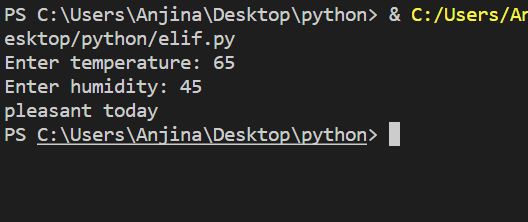 PS C:\Users\Anjina\Desktop\python> & C:/Users/An
esktop/python/elif.py
Enter temperature: 65
Enter humidity: 45
pleasant today
PS C:\Users\Anjina\Desktop\python>